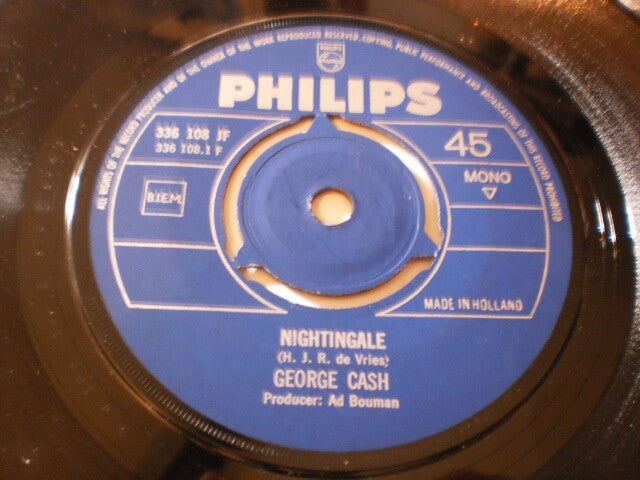 ALL RIGHTS OF THE RECORD PRODUCER AND OF THE OWNER OF THE WORK REPRODUCED RESERVED. COPYING, PUBLIC PERFORMANCE AND BROADCASTING OF THIS RECORD PROHIBITED
PHILIPS
PHILIPS
336 108 JF
336 108.1 F
45
MONO
BIEM
MADE IN HOLLAND
NIGHTINGALE
(H. J. R. de Vries)
GEORGE CASH
Producer: Ad Bouman